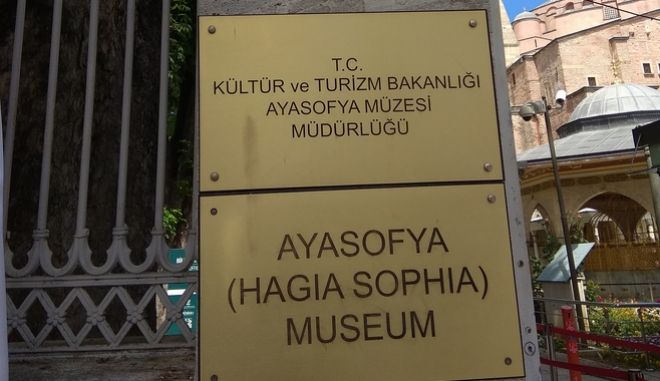 T.C.
KÜLTÜR ve TURİZM BAKANLIĞI
AYASOFYA MÜZESİ
MÜDÜRLÜĞÜ
AYASOFYA
(HAGIA SOPHIA)
MUSEUM